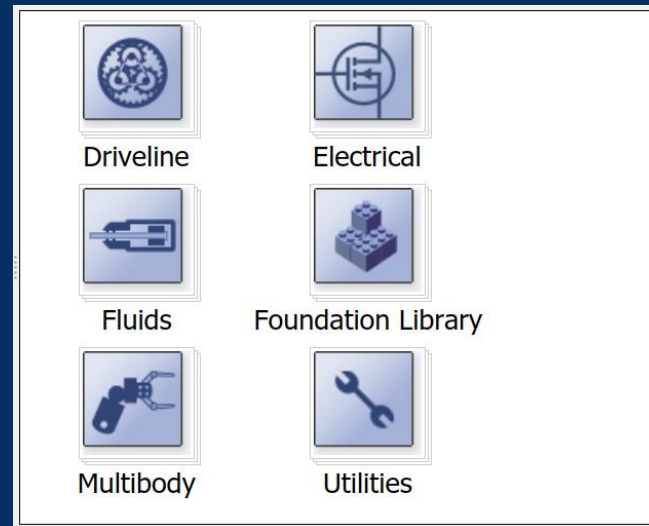 Driveline
Electrical
Fluids
Foundation Library
Multibody
Utilities